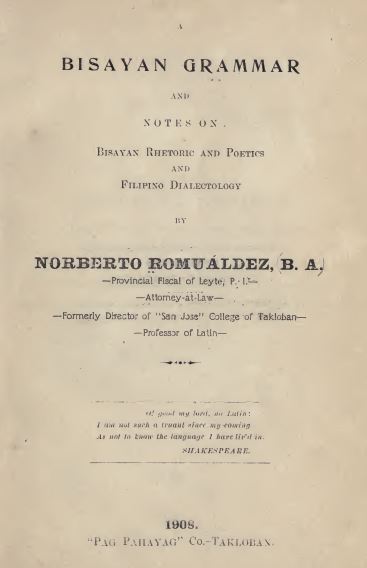 A
BISAYAN GRAMMAR
AND
NOTES ON
BISAYAN RHETORIC AND POETICS
AND
FILIPINO DIALECTOLOGY
BY
NORBERTO ROMUÁLDEZ, B. A.,
—Provincial Fiscal of Leyte, P. I.—
—Attorney-at-Law—
—Formerly Director of "San Jose" College of Takloban—
—Professor of Latin—
O! good my lord, no Latin:
I am not such a truant since my coming
As not to know the language I have liv'd in.
SHAKESPEARE.
1908.
"PAG PAHAYAG" CO.-TAKLOBAN.